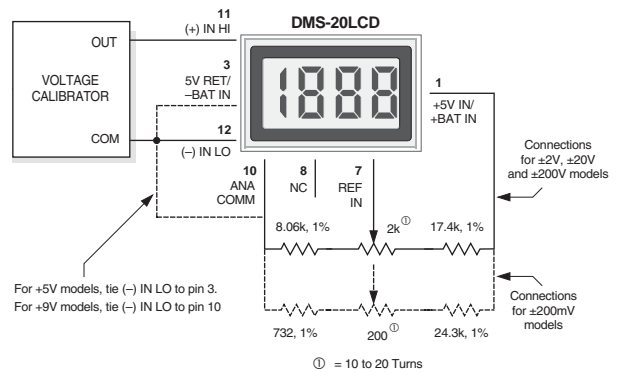 DMS-20LCD
11
(+) IN HI
OUT
VOLTAGE
CALIBRATOR
COM
3
5V RET/
–BAT IN
12
(–) IN LO
1888
1
+5V IN/
+BAT IN
10
ANA
COMM
8
NC
7
REF
IN
Connections
for ±2V, ±20V
and ±200V models
8.06k, 1%
2k ①
17.4k, 1%
For +5V models, tie (–) IN LO to pin 3.
For +9V models, tie (–) IN LO to pin 10
Connections
for ±200mV
models
732, 1%
200 ①
24.3k, 1%
① = 10 to 20 Turns